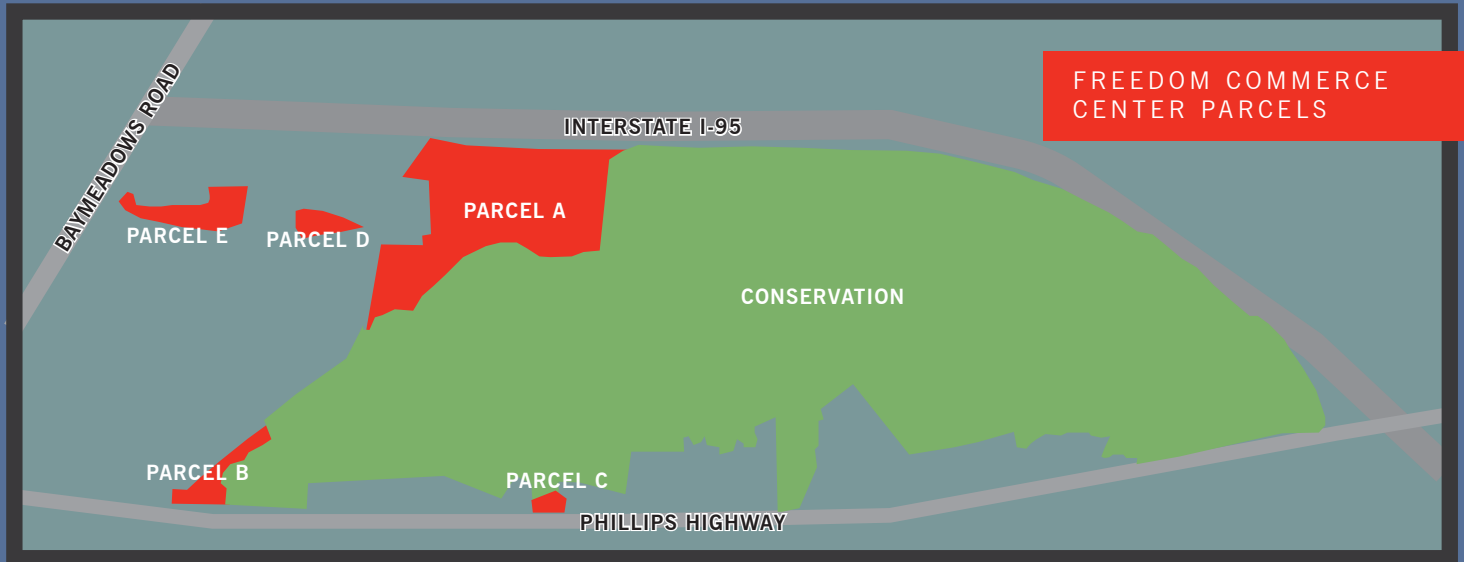 FREEDOM COMMERCE
CENTER PARCELS
BAYMEADOWS ROAD
INTERSTATE I-95
PARCEL A
PARCEL E
PARCEL D
CONSERVATION
PARCEL B
PARCEL C
PHILLIPS HIGHWAY